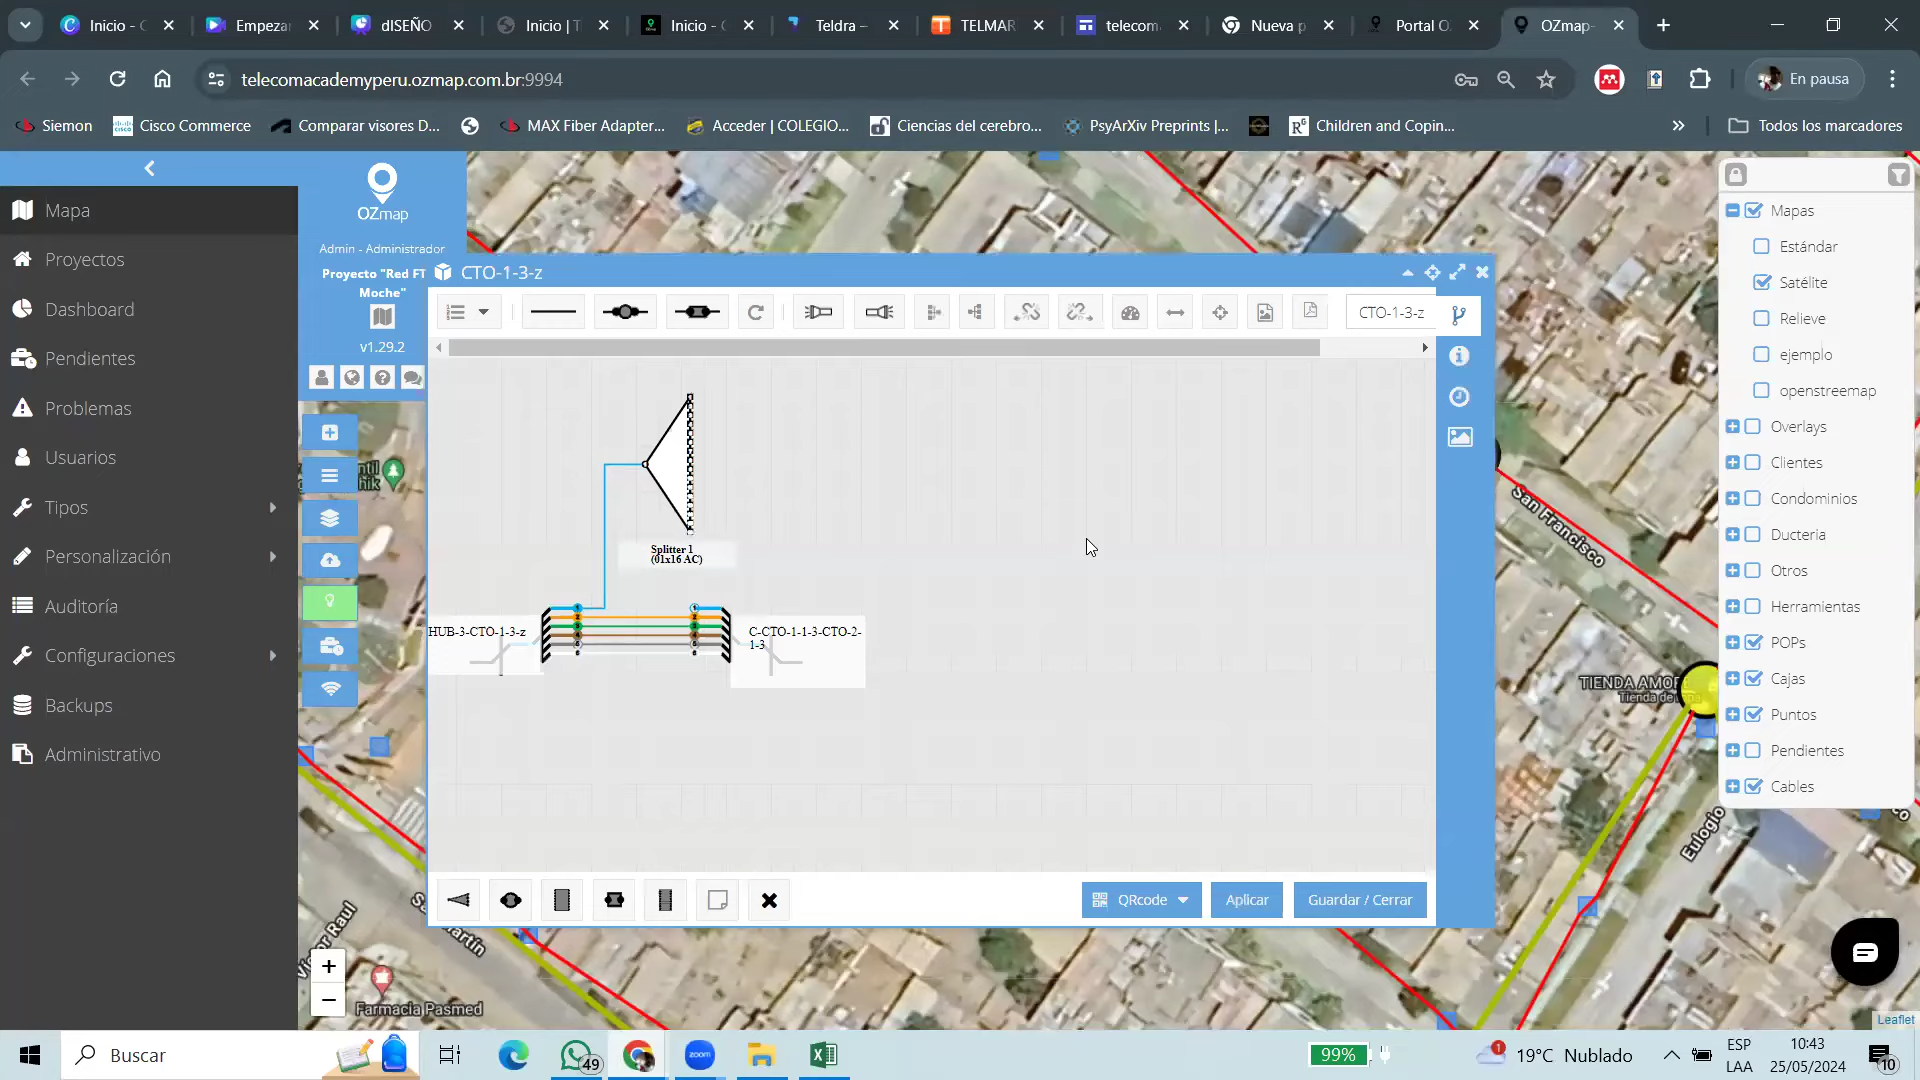 Inicio - C
Empeza
dISEÑO
Inicio | T
Inicio - C
Teldra -
TELMAR
telecom
Nueva p
Portal O
OZmap-
telecomacademyperu.ozmap.com.br:9994
En pausa
Siemon
Cisco Commerce
Comparar visores D...
MAX Fiber Adapter...
Acceder | COLEGIO...
Ciencias del cerebro...
PsyArXiv Preprints |...
Children and Copin...
Todos los marcadores
Mapa
Proyectos
Dashboard
Pendientes
Problemas
Usuarios
Tipos
Personalización
Auditoría
Configuraciones
Backups
Administrativo
OZmap
Admin - Administrador
Proyecto "Red FT
Moche"
v1.29.2
CTO-1-3-z
CTO-1-3-z
Splitter 1
(01x16 AC)
HUB-3-CTO-1-3-z
C-CTO-1-1-3-CTO-2-
1-3
QRcode
Aplicar
Guardar / Cerrar
Mapas
Estándar
Satélite
Relieve
ejemplo
openstreemap
Overlays
Clientes
Condominios
Ducteria
Otros
Herramientas
POPs
Cajas
Puntos
Pendientes
Cables
San Francisco
TIENDA AMOR
Tienda de ropa
Eulogio
Farmacia Pasmed
+
−
Leaflet
Buscar
49
zoom
99%
1
19°C Nublado
ESP
LAA
10:43
25/05/2024
10